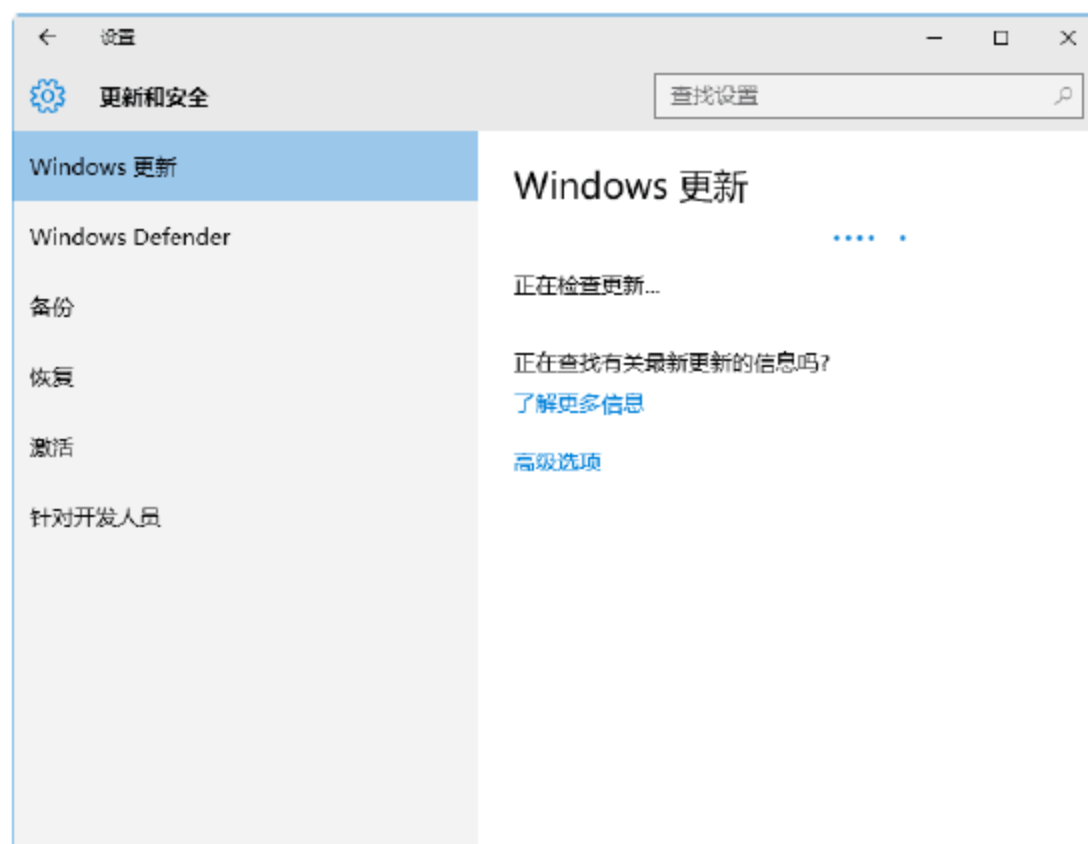 设置
更新和安全
查找设置
Windows 更新
Windows Defender
备份
恢复
激活
针对开发人员
Windows 更新
正在检查更新...
正在查找有关最新更新的信息吗?
了解更多信息
高级选项